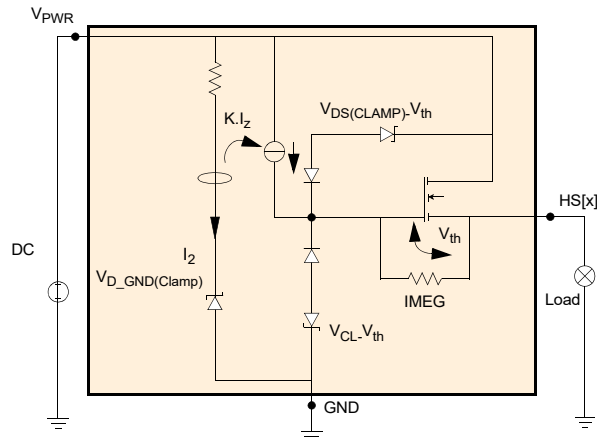 VPWR
VDS(CLAMP)-Vth
K.Iz
HS[x]
Vth
DC
I2
VD_GND(Clamp)
IMEG
Load
VCL-Vth
GND